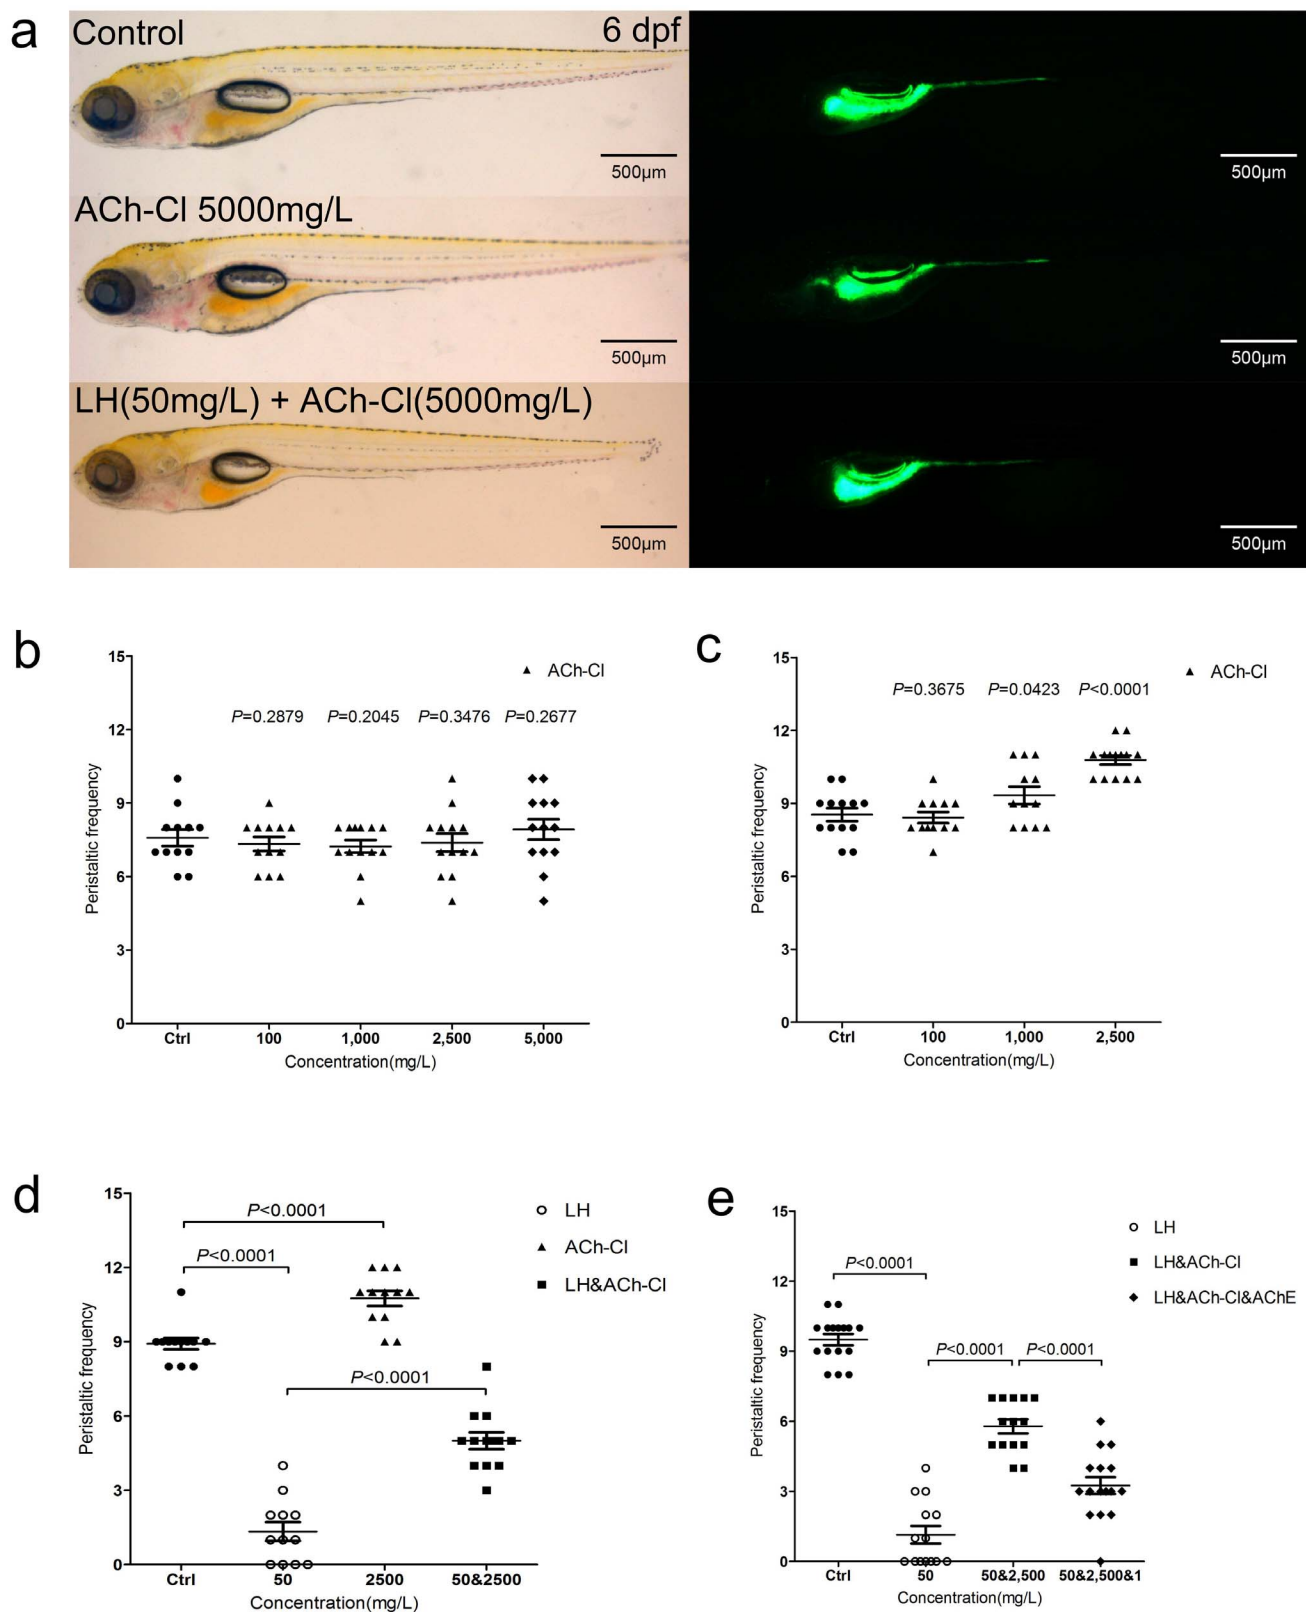 a
Control
6 dpf
500μm
500μm
ACh-Cl 5000mg/L
500μm
500μm
LH(50mg/L) + ACh-Cl(5000mg/L)
500μm
500μm
b
15
12
9
6
3
0
Peristaltic frequency
ACh-Cl
P=0.2879 P=0.2045 P=0.3476 P=0.2677
Ctrl 100 1,000 2,500 5,000
Concentration(mg/L)
c
15
12
9
6
3
0
Peristaltic frequency
ACh-Cl
P=0.3675 P=0.0423 P<0.0001
Ctrl 100 1,000 2,500
Concentration(mg/L)
d
15
12
9
6
3
0
Peristaltic frequency
P<0.0001
P<0.0001
P<0.0001
LH
ACh-Cl
LH&ACh-Cl
Ctrl 50 2500 50&2500
Concentration(mg/L)
e
15
12
9
6
3
0
Peristaltic frequency
P<0.0001
P<0.0001 P<0.0001
LH
LH&ACh-Cl
LH&ACh-Cl&AChE
Ctrl 50 50&2,500 50&2,500&1
Concentration(mg/L)